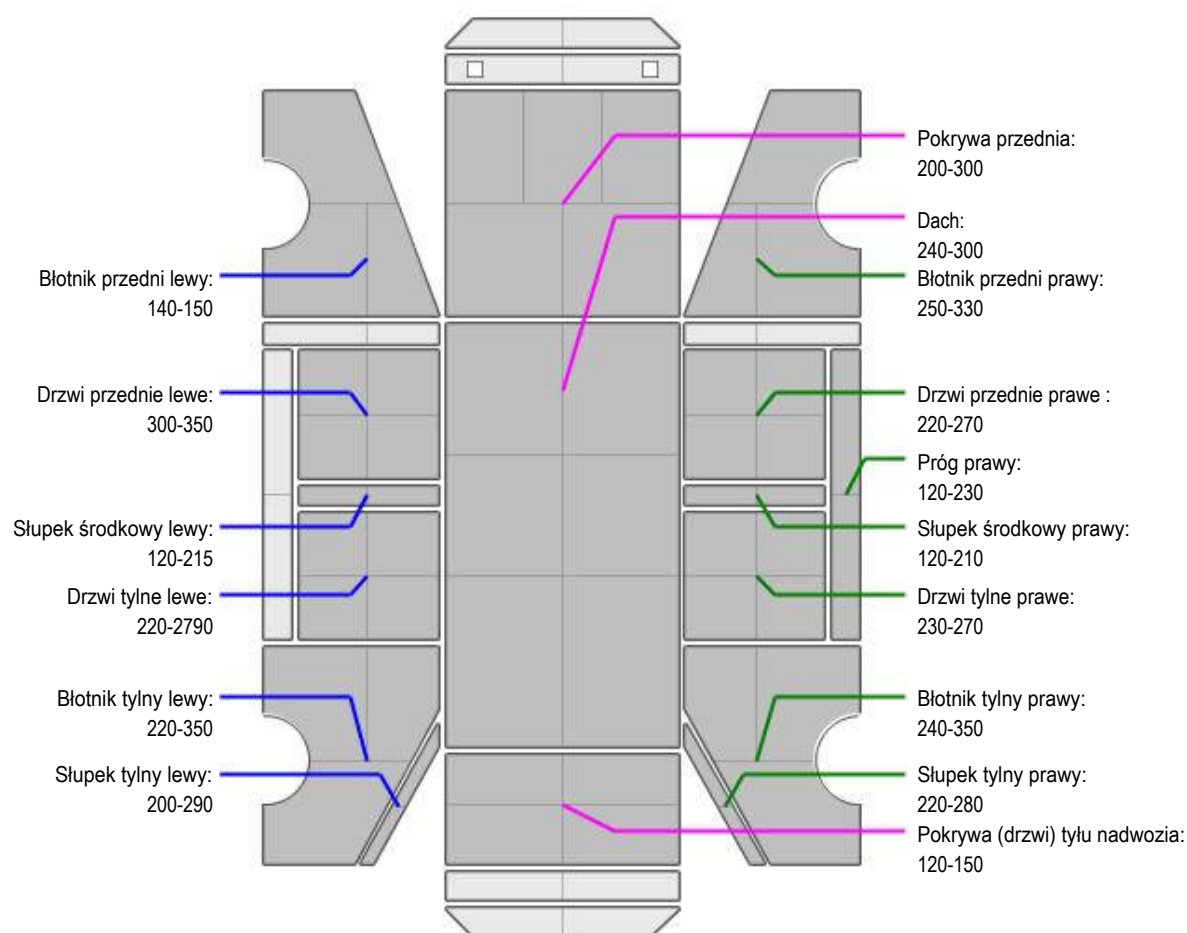 Pokrywa przednia:
200-300
Dach:
240-300
Błotnik przedni lewy:
140-150
Błotnik przedni prawy:
250-330
Drzwi przednie lewe:
300-350
Drzwi przednie prawe :
220-270
Próg prawy:
120-230
Słupek środkowy lewy:
120-215
Słupek środkowy prawy:
120-210
Drzwi tylne lewe:
220-2790
Drzwi tylne prawe:
230-270
Błotnik tylny lewy:
220-350
Błotnik tylny prawy:
240-350
Słupek tylny lewy:
200-290
Słupek tylny prawy:
220-280
Pokrywa (drzwi) tyłu nadwozia:
120-150